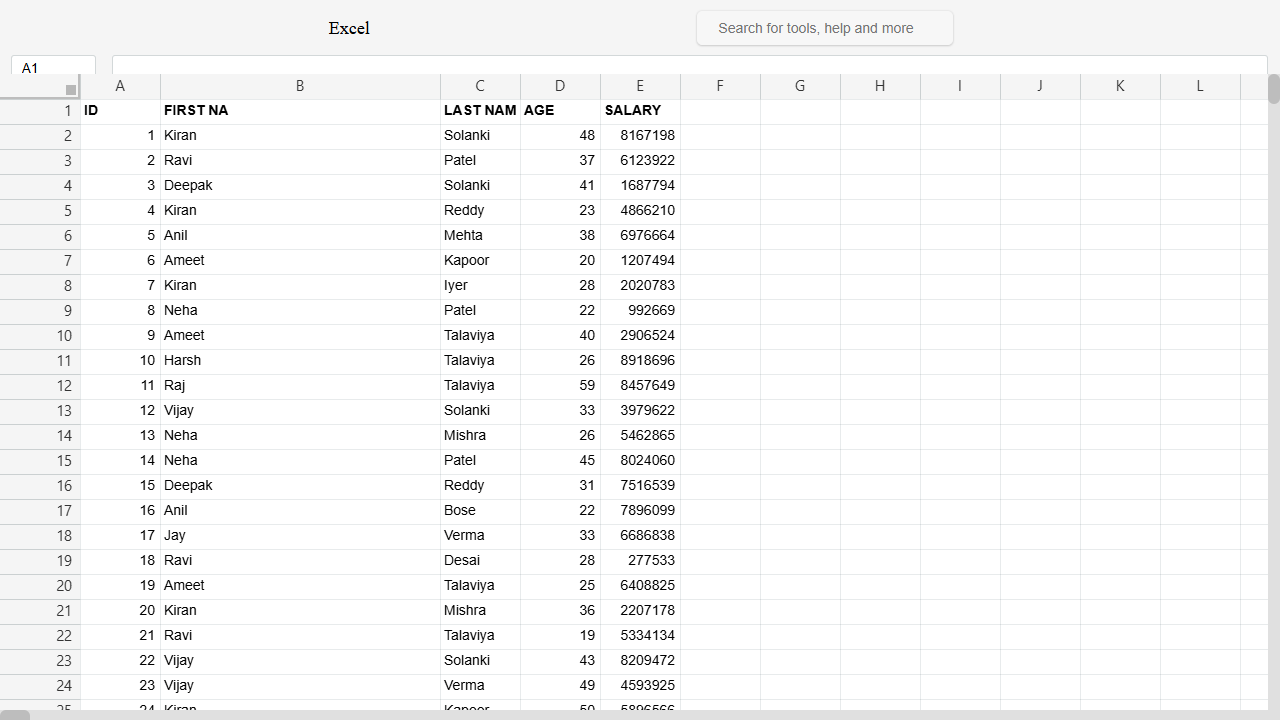 Excel
Search for tools, help and more
A1
A B C D E F G H I J K L
1 ID FIRST NA LAST NAM AGE SALARY
2 1 Kiran Solanki 48 8167198
3 2 Ravi Patel 37 6123922
4 3 Deepak Solanki 41 1687794
5 4 Kiran Reddy 23 4866210
6 5 Anil Mehta 38 6976664
7 6 Ameet Kapoor 20 1207494
8 7 Kiran Iyer 28 2020783
9 8 Neha Patel 22 992669
10 9 Ameet Talaviya 40 2906524
11 10 Harsh Talaviya 26 8918696
12 11 Raj Talaviya 59 8457649
13 12 Vijay Solanki 33 3979622
14 13 Neha Mishra 26 5462865
15 14 Neha Patel 45 8024060
16 15 Deepak Reddy 31 7516539
17 16 Anil Bose 22 7896099
18 17 Jay Verma 33 6686838
19 18 Ravi Desai 28 277533
20 19 Ameet Talaviya 25 6408825
21 20 Kiran Mishra 36 2207178
22 21 Ravi Talaviya 19 5334134
23 22 Vijay Solanki 43 8209472
24 23 Vijay Verma 49 4593925
25 24 Kiran Kapoor 50